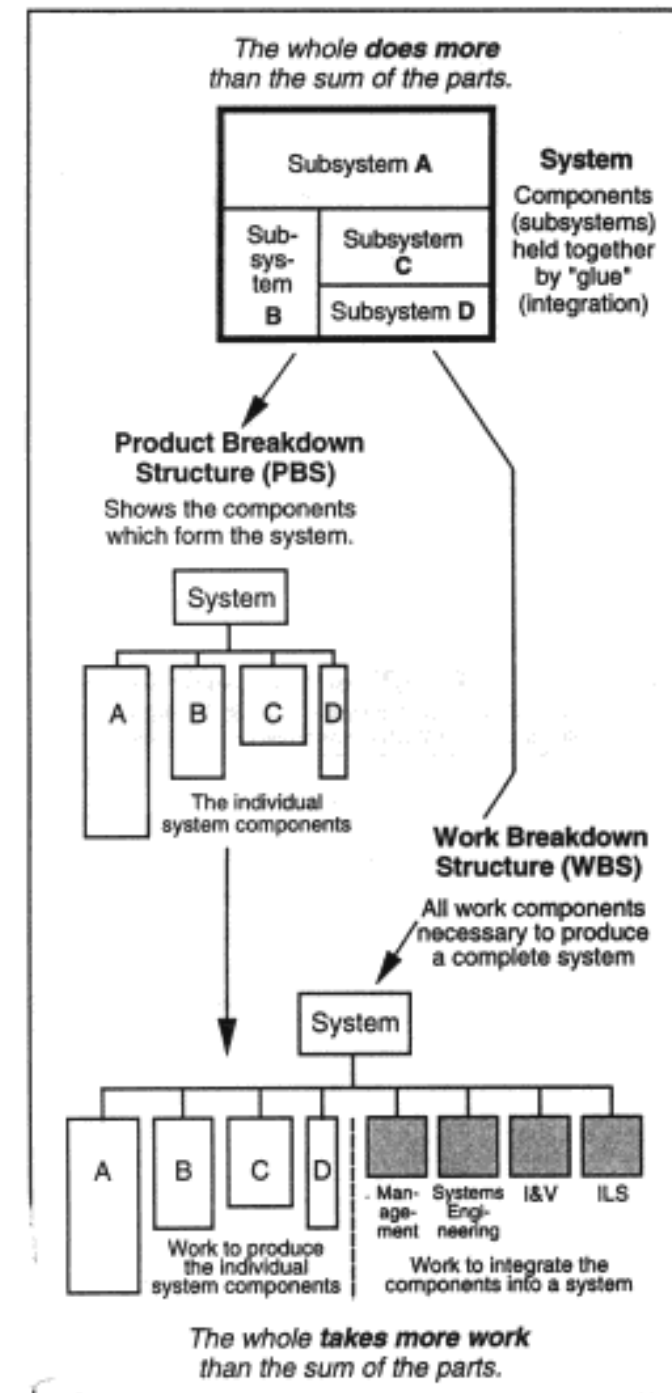 The whole does more
than the sum of the parts.
Subsystem A
Sub-
sys-
tem
B
Subsystem
C
Subsystem D
System
Components
(subsystems)
held together
by "glue"
(integration)
Product Breakdown
Structure (PBS)
Shows the components
which form the system.
System
A
B
C
D
The individual
system components
Work Breakdown
Structure (WBS)
All work components
necessary to produce
a complete system
System
A
B
C
D
Man-
age-
ment
Systems
Engi-
neering
I&V
ILS
Work to produce
the individual
system components
Work to integrate the
components into a system
The whole takes more work
than the sum of the parts.